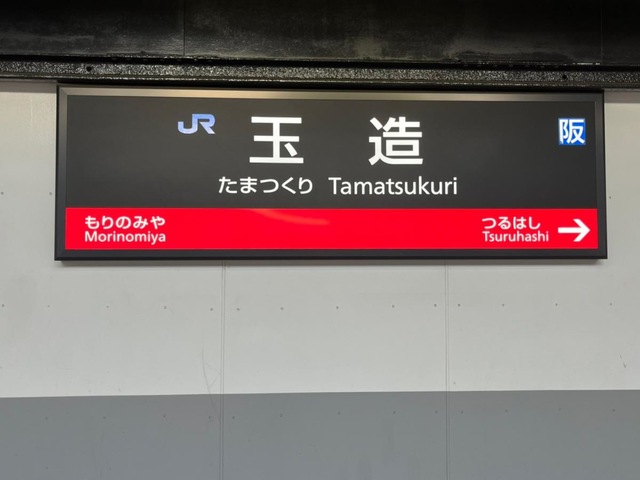 JR 玉造 阪
たまつくり Tamatsukuri
もりのみや つるはし
Morinomiya Tsuruhashi →